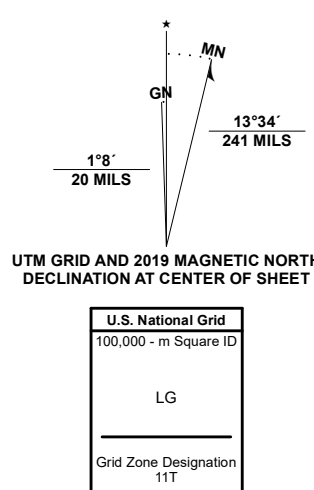 ★
MN
GN
13°34´
241 MILS
1°8´
20 MILS
UTM GRID AND 2019 MAGNETIC NORTH
DECLINATION AT CENTER OF SHEET
U.S. National Grid
100,000 - m Square ID
LG
Grid Zone Designation
11T